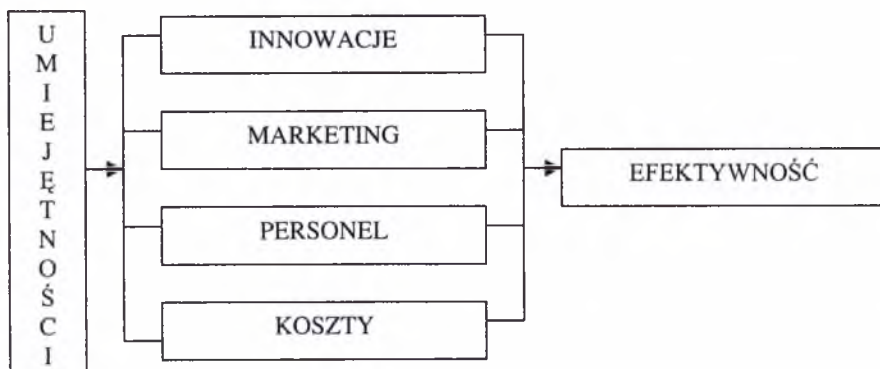 UMIEJĘTNOŚCI
INNOWACJE
MARKETING
PERSONEL
KOSZTY
EFEKTYWNOŚĆ